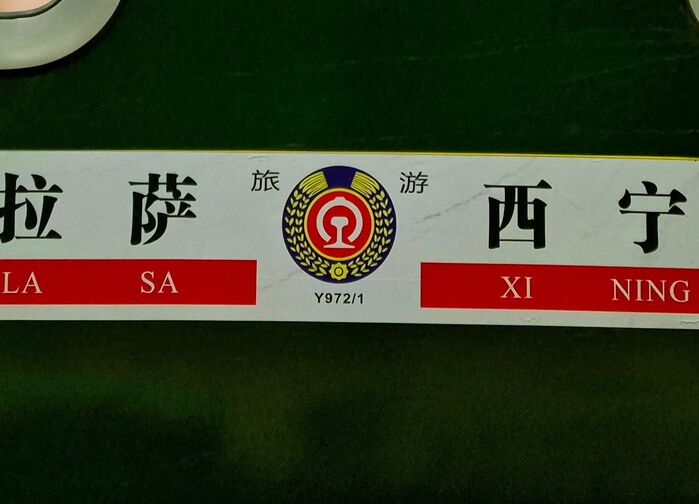 拉 萨 旅 游 西 宁
LA SA Y972/1 XI NING